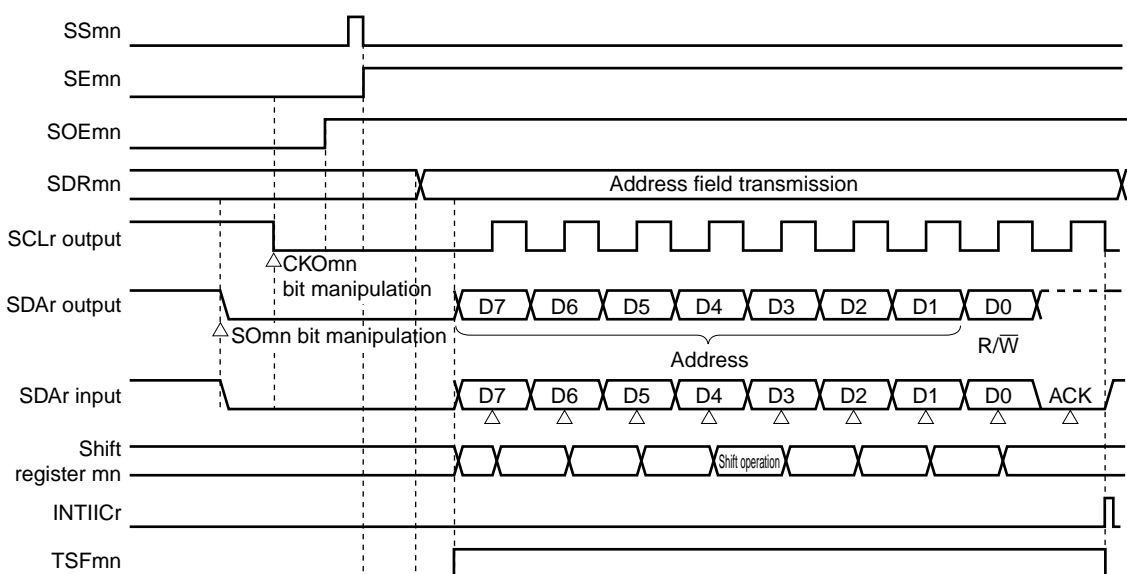 SSmn
SEmn
SOEmn
SDRmn
Address field transmission
SCLr output
CKOmn
bit manipulation
SDAr output
D7 D6 D5 D4 D3 D2 D1 D0
SOmn bit manipulation
Address
R/W̅
SDAr input
D7 D6 D5 D4 D3 D2 D1 D0 ACK
Shift
register mn
Shift operation
INTIICr
TSFmn